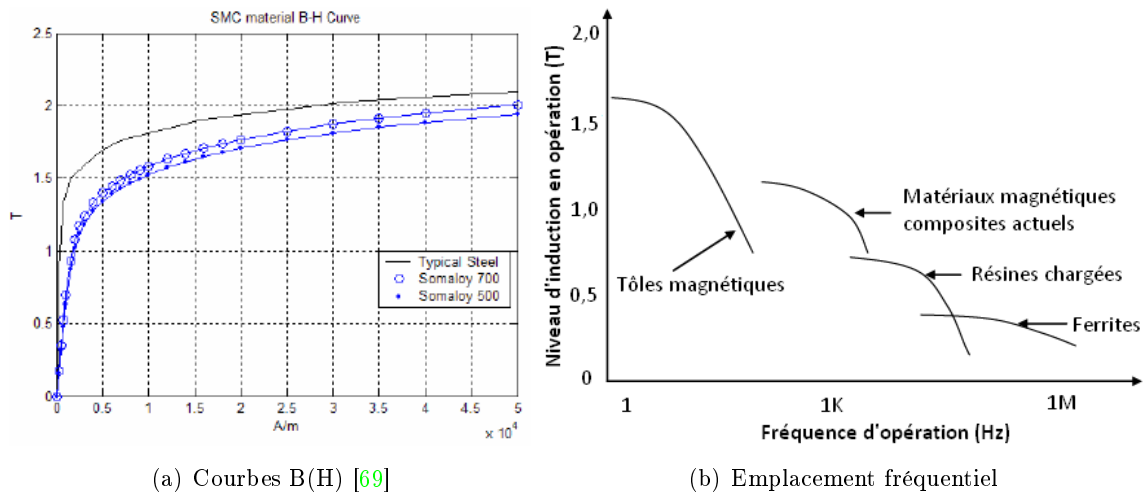 SMC material B-H Curve
2.5
2
1.5
1
0.5
0
T
0 0.5 1 1.5 2 2.5 3 3.5 4 4.5 5
A/m
x 10^4
Typical Steel
Somaloy 700
Somaloy 500
(a) Courbes B(H) [69]
Niveau d'induction en opération (T)
2,0
1,5
1,0
0,5
0
Tôles magnétiques
Matériaux magnétiques
composites actuels
Résines chargées
Ferrites
1 1K 1M
Fréquence d'opération (Hz)
(b) Emplacement fréquentiel